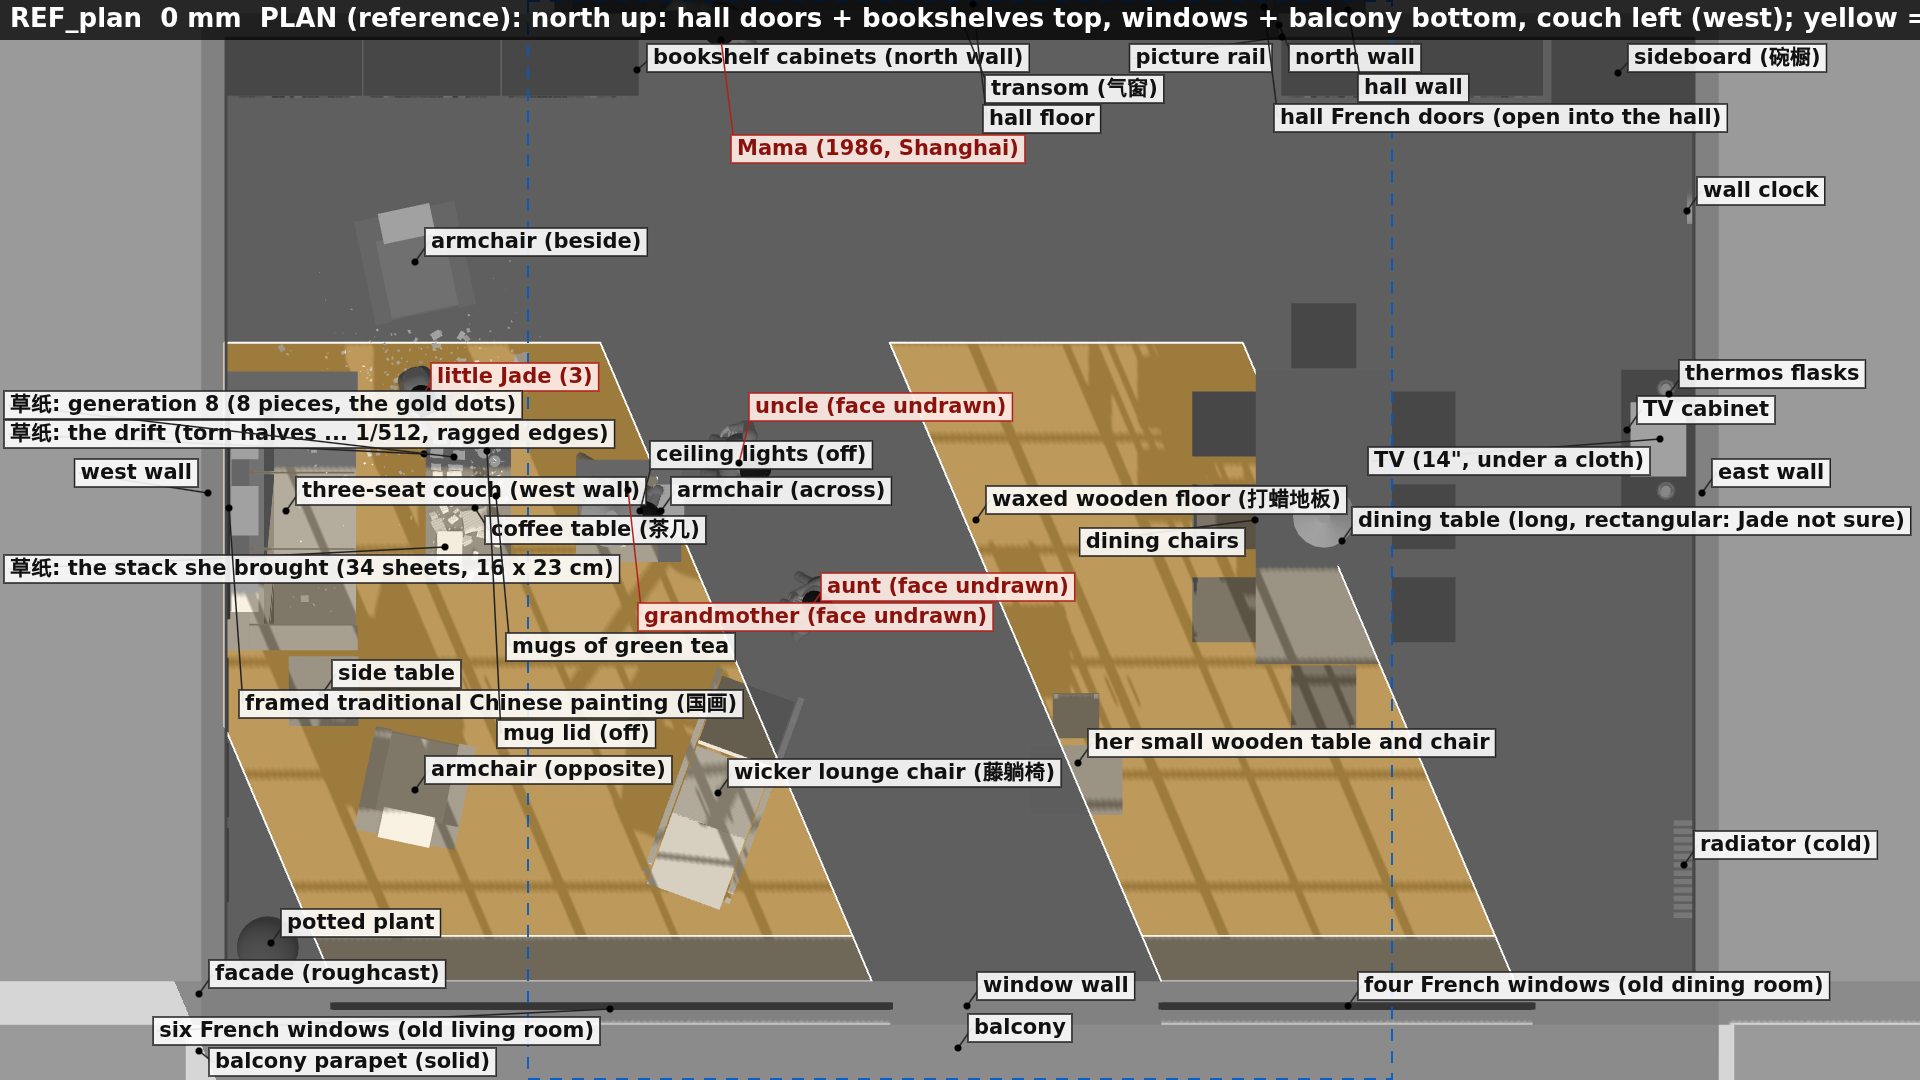 REF_plan 0 mm PLAN (reference): north up: hall doors + bookshelves top, windows + balcony bottom, couch left (west); yellow =
bookshelf cabinets (north wall)
picture rail
north wall
sideboard (碗橱)
transom (气窗)
hall wall
hall floor
hall French doors (open into the hall)
Mama (1986, Shanghai)
wall clock
armchair (beside)
little Jade (3)
thermos flasks
草纸: generation 8 (8 pieces, the gold dots)
uncle (face undrawn)
TV cabinet
草纸: the drift (torn halves ... 1/512, ragged edges)
ceiling lights (off)
TV (14", under a cloth)
west wall
east wall
three-seat couch (west wall)
armchair (across)
waxed wooden floor (打蜡地板)
coffee table (茶几)
dining table (long, rectangular: Jade not sure)
dining chairs
草纸: the stack she brought (34 sheets, 16 x 23 cm)
aunt (face undrawn)
grandmother (face undrawn)
mugs of green tea
side table
framed traditional Chinese painting (国画)
mug lid (off)
her small wooden table and chair
armchair (opposite)
wicker lounge chair (藤躺椅)
radiator (cold)
potted plant
facade (roughcast)
window wall
four French windows (old dining room)
six French windows (old living room)
balcony
balcony parapet (solid)